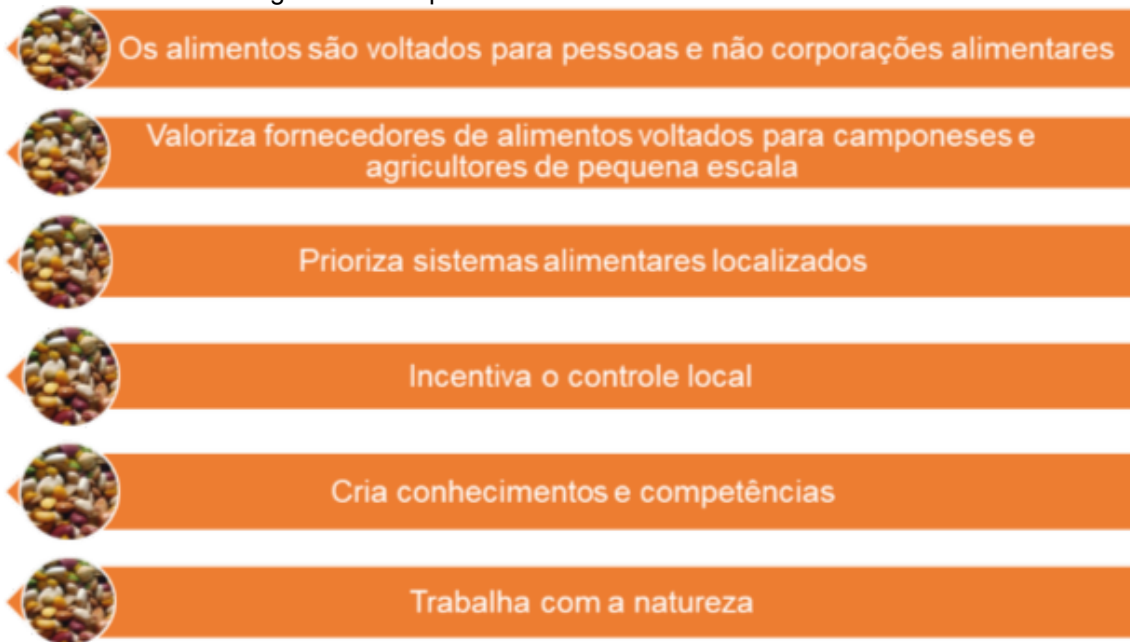 Os alimentos são voltados para pessoas e não corporações alimentares
Valoriza fornecedores de alimentos voltados para camponeses e
agricultores de pequena escala
Prioriza sistemas alimentares localizados
Incentiva o controle local
Cria conhecimentos e competências
Trabalha com a natureza